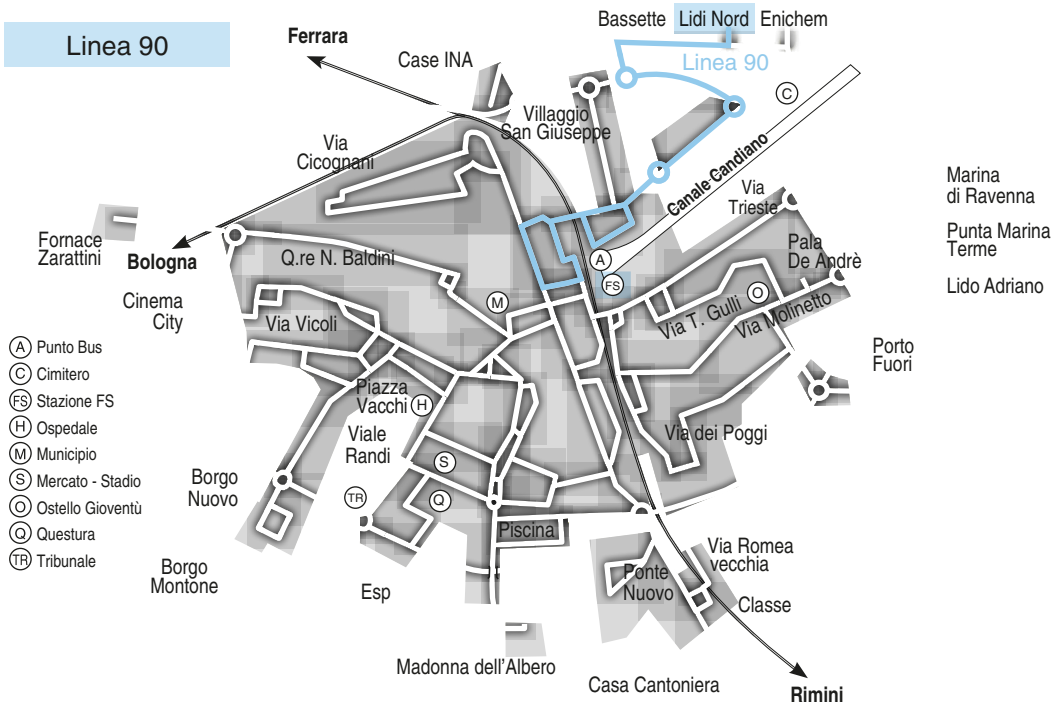 Linea 90
Ferrara
Bassette
Lidi Nord
Enichem
Case INA
Linea 90
C
Villaggio
San Giuseppe
Via
Cicognani
Canale Candiano
Via
Trieste
Marina
di Ravenna
Punta Marina
Terme
Lido Adriano
Fornace
Zarattini
Bologna
Q.re N. Baldini
Pala
De Andrè
A
FS
O
M
Cinema
City
Via Vicoli
Via T. Gulli
Via Molinetto
Porto
Fuori
A Punto Bus
C Cimitero
FS Stazione FS
H Ospedale
M Municipio
S Mercato - Stadio
O Ostello Gioventù
Q Questura
TR Tribunale
Piazza
Vacchi
H
Viale
Randi
Via dei Poggi
S
Borgo
Nuovo
TR
Q
Piscina
Via Romea
vecchia
Borgo
Montone
Esp
Ponte
Nuovo
Classe
Madonna dell'Albero
Casa Cantoniera
Rimini